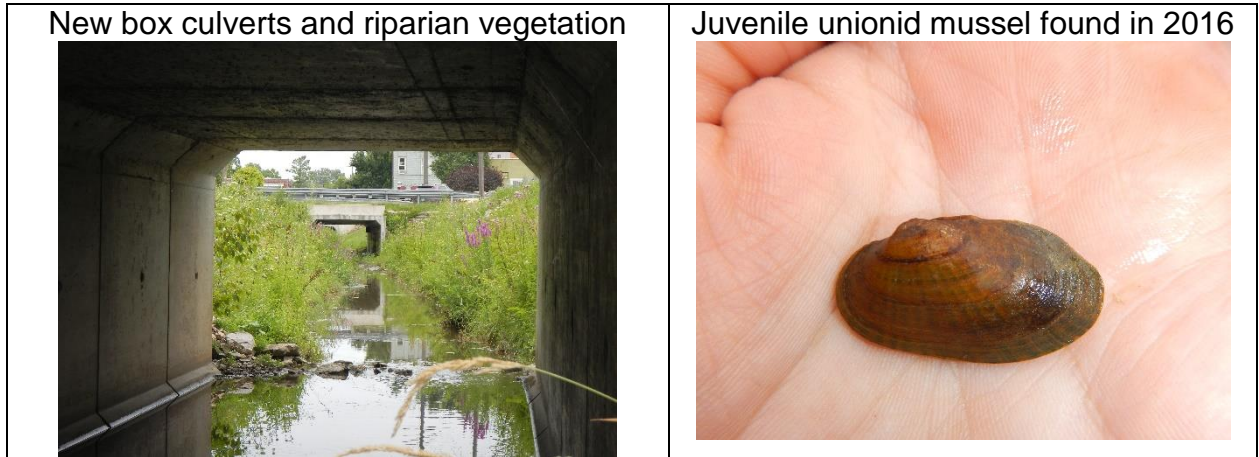 New box culverts and riparian vegetation
Juvenile unionid mussel found in 2016